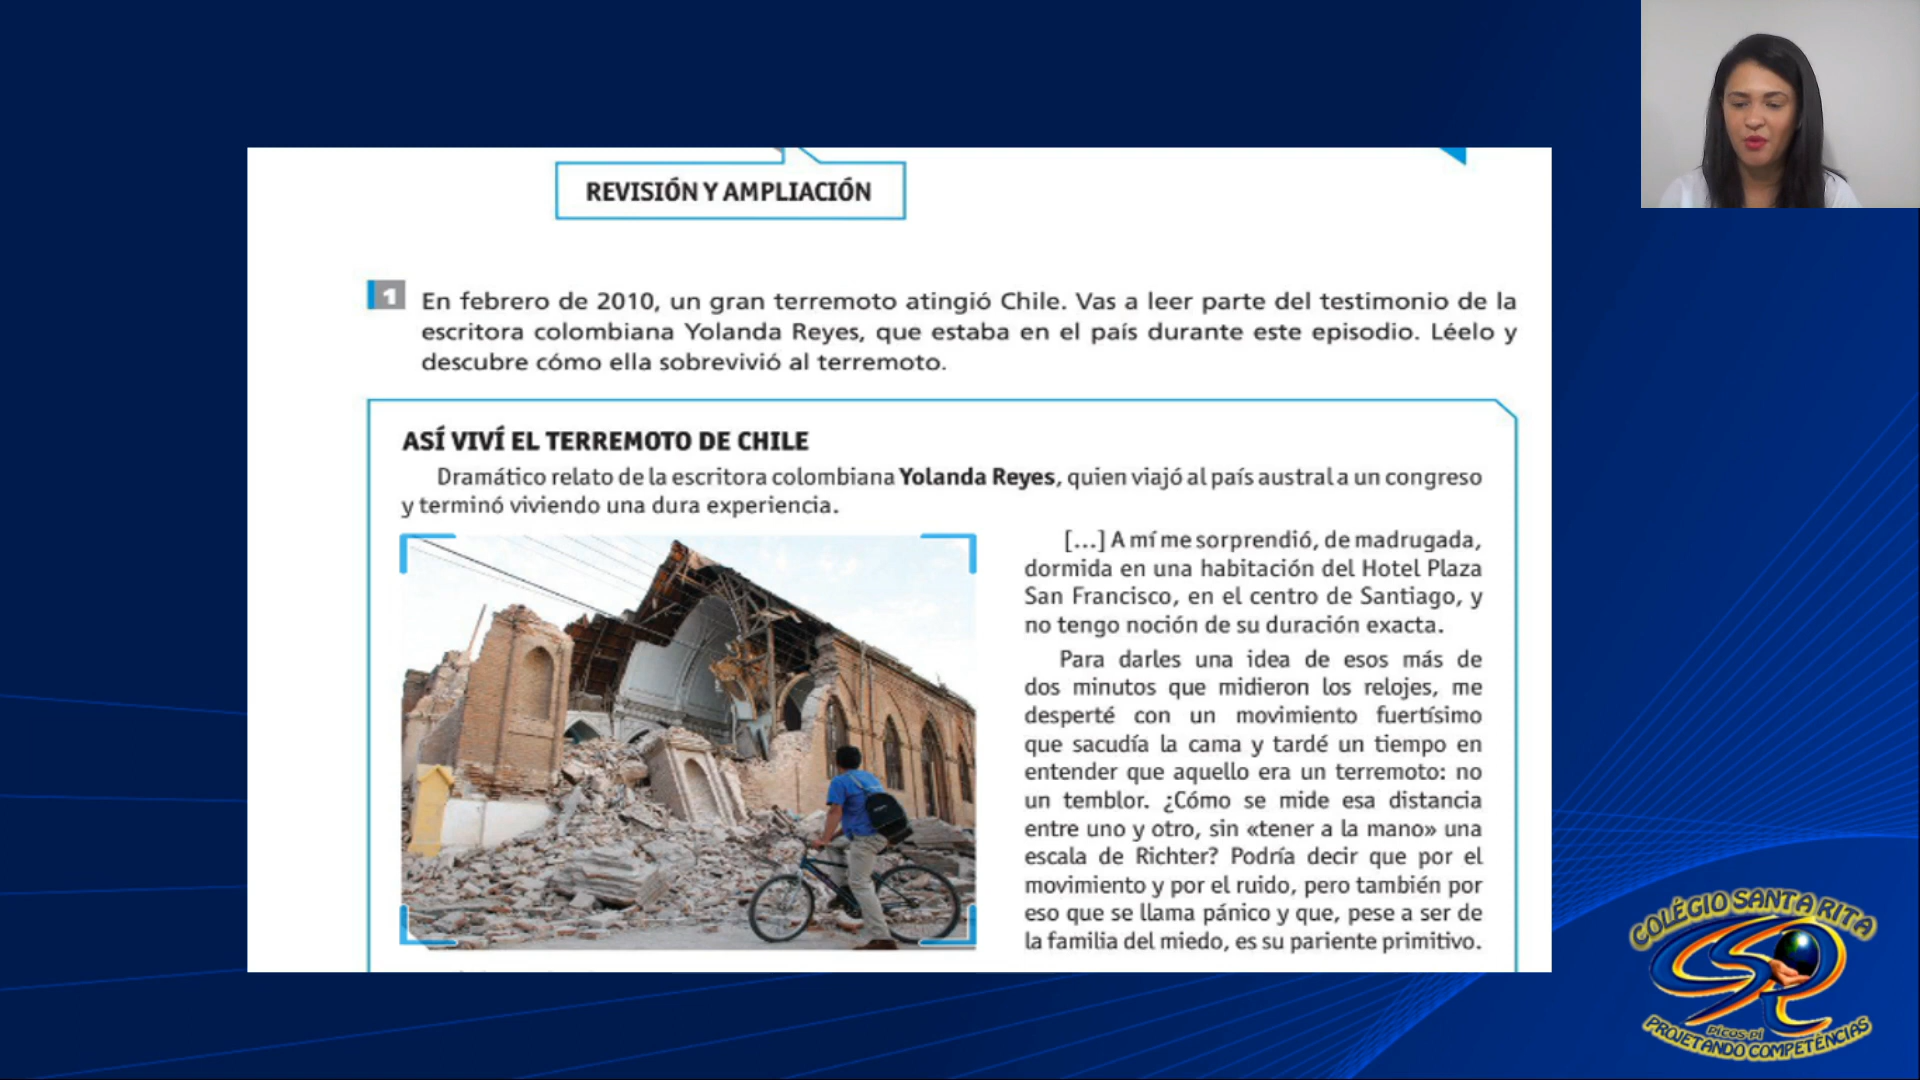 REVISIÓN Y AMPLIACIÓN
1
En febrero de 2010, un gran terremoto atingió Chile. Vas a leer parte del testimonio de la
escritora colombiana Yolanda Reyes, que estaba en el país durante este episodio. Léelo y
descubre cómo ella sobrevivió al terremoto.
ASÍ VIVÍ EL TERREMOTO DE CHILE
Dramático relato de la escritora colombiana Yolanda Reyes, quien viajó al país austral a un congreso
y terminó viviendo una dura experiencia.
[...] A mí me sorprendió, de madrugada,
dormida en una habitación del Hotel Plaza
San Francisco, en el centro de Santiago, y
no tengo noción de su duración exacta.
Para darles una idea de esos más de
dos minutos que midieron los relojes, me
desperté con un movimiento fuertísimo
que sacudía la cama y tardé un tiempo en
entender que aquello era un terremoto: no
un temblor. ¿Cómo se mide esa distancia
entre uno y otro, sin «tener a la mano» una
escala de Richter? Podría decir que por el
movimiento y por el ruido, pero también por
eso que se llama pánico y que, pese a ser de
la familia del miedo, es su pariente primitivo.
COLÉGIO SANTA RITA
PICOS-PI
PROJETANDO COMPETÊNCIAS